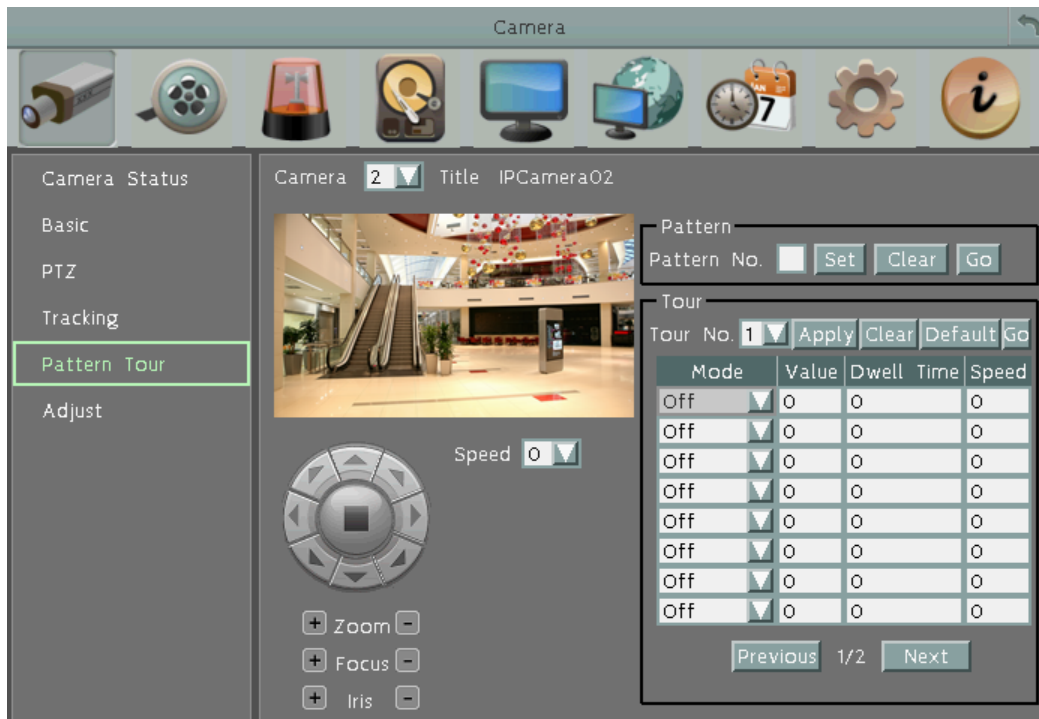 Camera
AN
7
Camera Status
Basic
PTZ
Tracking
Pattern Tour
Adjust
Camera 2 Title IPCamera02
Speed 0
+ Zoom -
+ Focus -
+ Iris -
Pattern
Pattern No. Set Clear Go
Tour
Tour No. 1 Apply Clear Default Go
Mode Value Dwell Time Speed
Off 0 0 0
Off 0 0 0
Off 0 0 0
Off 0 0 0
Off 0 0 0
Off 0 0 0
Off 0 0 0
Off 0 0 0
Previous 1/2 Next